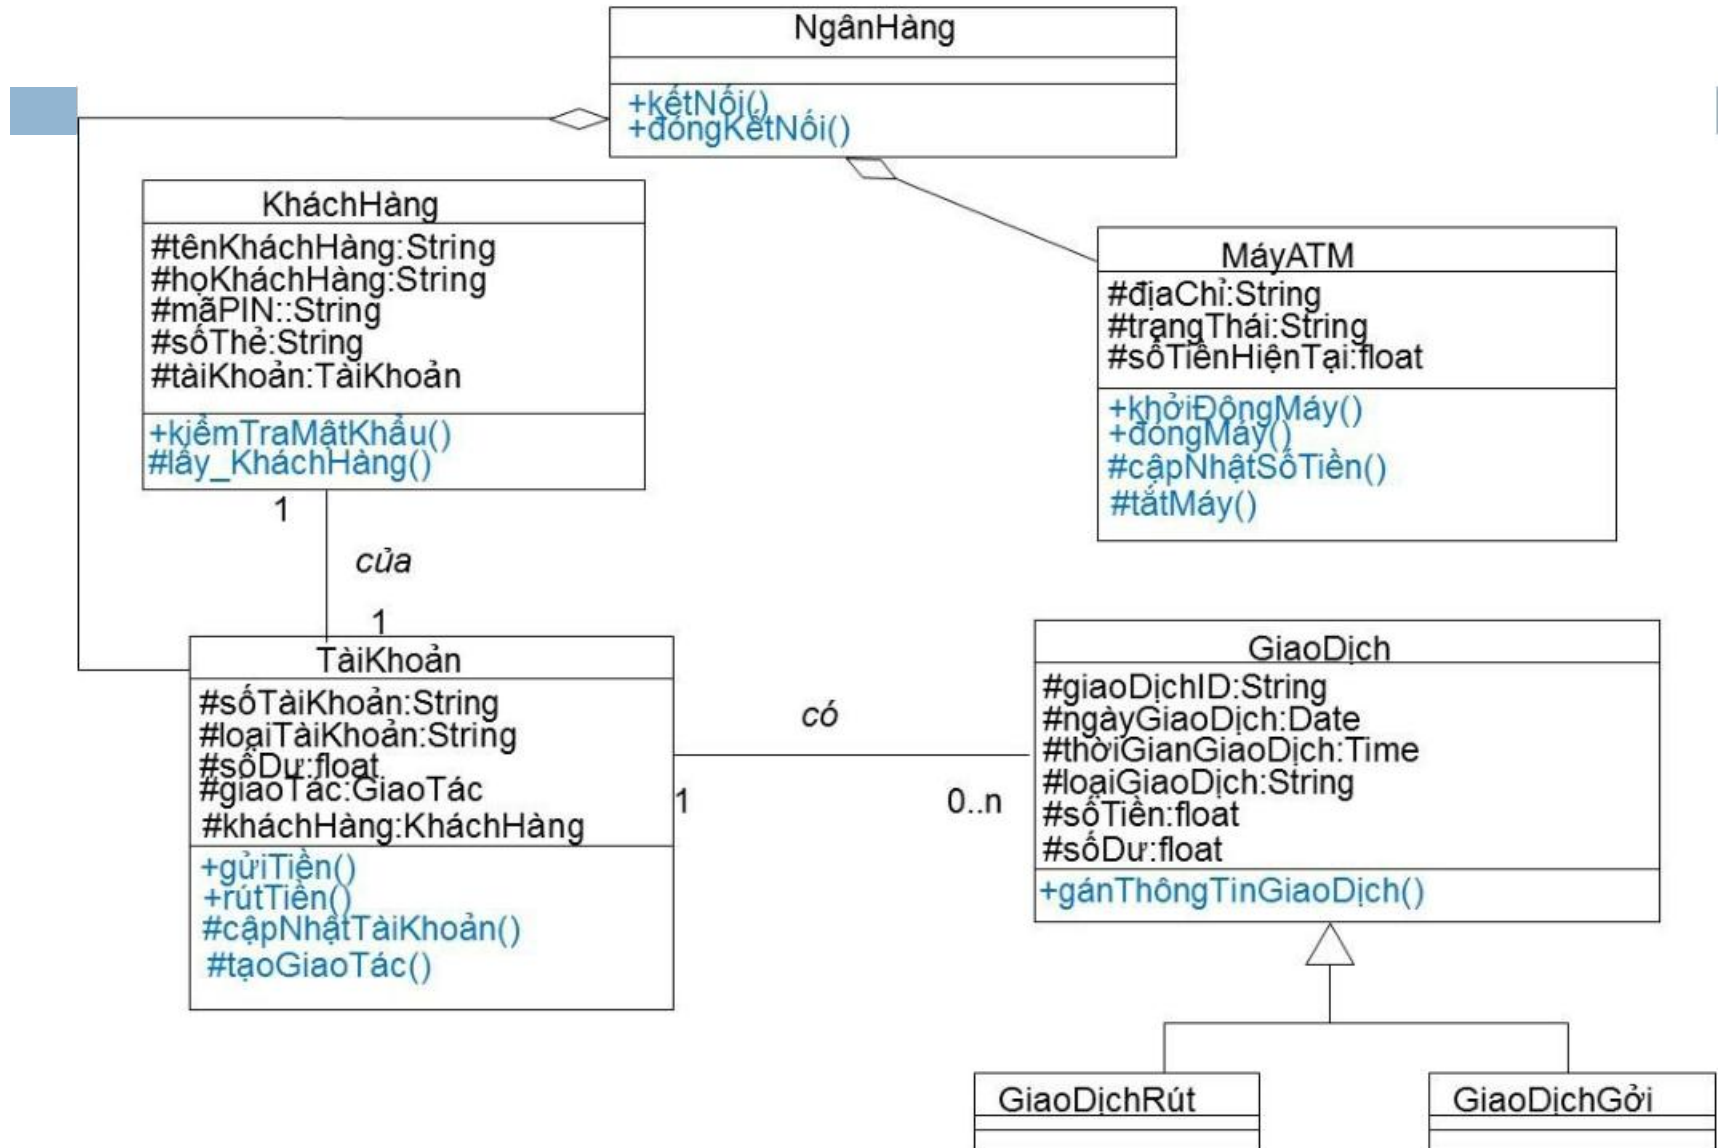 NgânHàng
+kếtNối()
+đóngKếtNối()
KháchHàng
#tênKháchHàng:String
#họKháchHàng:String
#mãPIN::String
#sốThẻ:String
#tàiKhoản:TàiKhoản
+kiểmTraMậtKhẩu()
#lấy_KháchHàng()
MáyATM
#địaChỉ:String
#trạngThái:String
#sốTiềnHiệnTại:float
+khởiĐộngMáy()
+đóngMáy()
#cậpNhậtSốTiền()
#tắtMáy()
1
của
1
TàiKhoản
#sốTàiKhoản:String
#loạiTàiKhoản:String
#sốDư:float
#giaoTác:GiaoTác
#kháchHàng:KháchHàng
+gửiTiền()
+rútTiền()
#cậpNhậtTàiKhoản()
#tạoGiaoTác()
có
1
0..n
GiaoDịch
#giaoDịchID:String
#ngàyGiaoDịch:Date
#thờiGianGiaoDịch:Time
#loạiGiaoDịch:String
#sốTiền:float
#sốDư:float
+gánThôngTinGiaoDịch()
GiaoDịchRút
GiaoDịchGởi